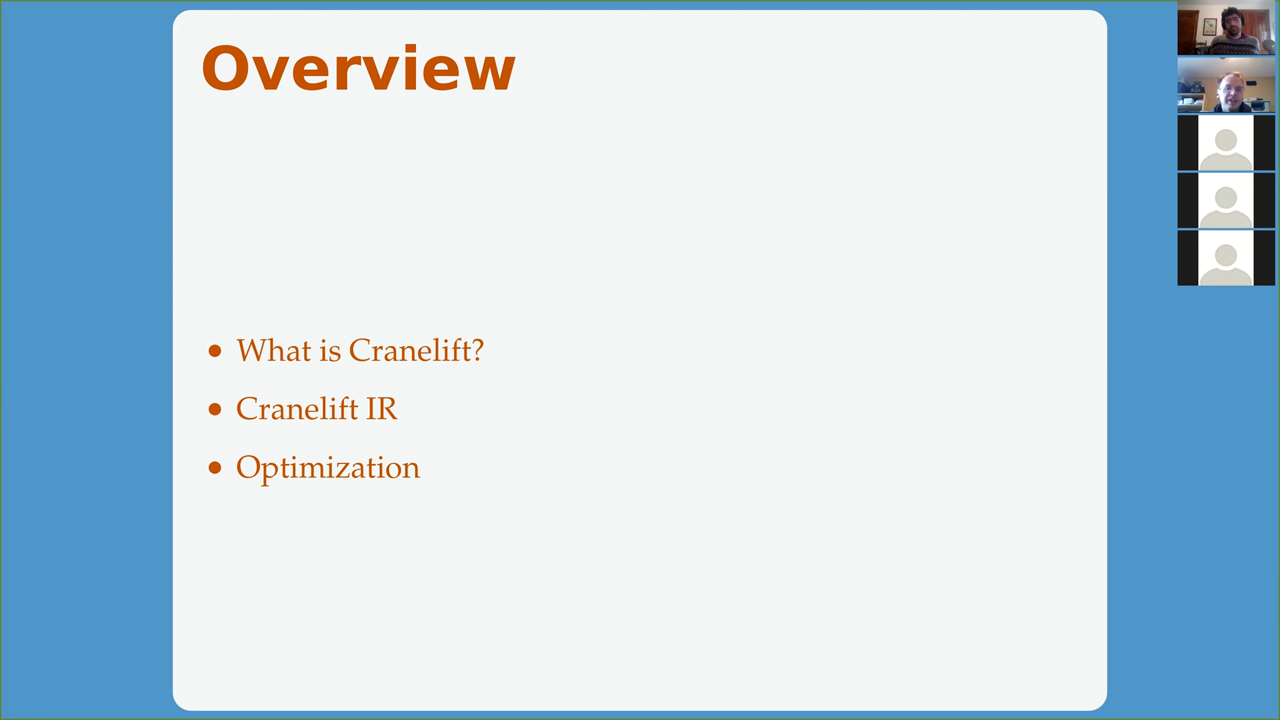 Overview
• What is Cranelift?
• Cranelift IR
• Optimization